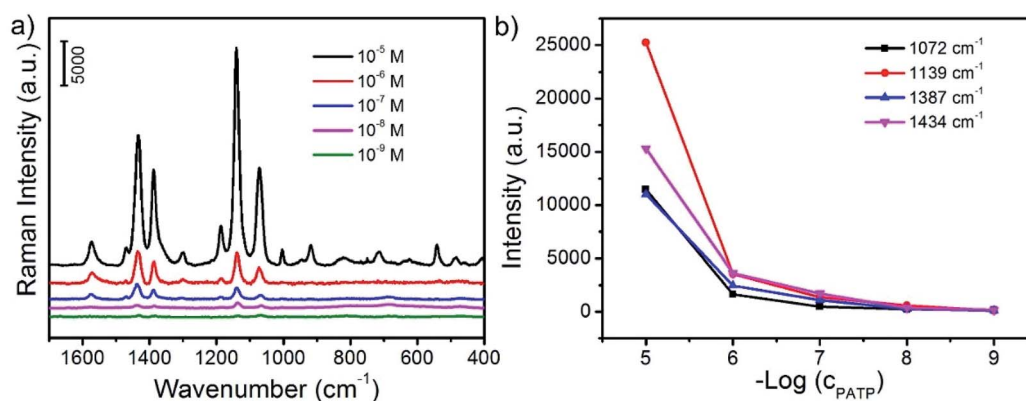 a)
5000
10⁻⁵ M
10⁻⁶ M
10⁻⁷ M
10⁻⁸ M
10⁻⁹ M
Raman Intensity (a.u.)
1600 1400 1200 1000 800 600 400
Wavenumber (cm⁻¹)
b)
25000
20000
15000
10000
5000
0
1072 cm⁻¹
1139 cm⁻¹
1387 cm⁻¹
1434 cm⁻¹
Intensity (a.u.)
5 6 7 8 9
-Log (c_PATP)